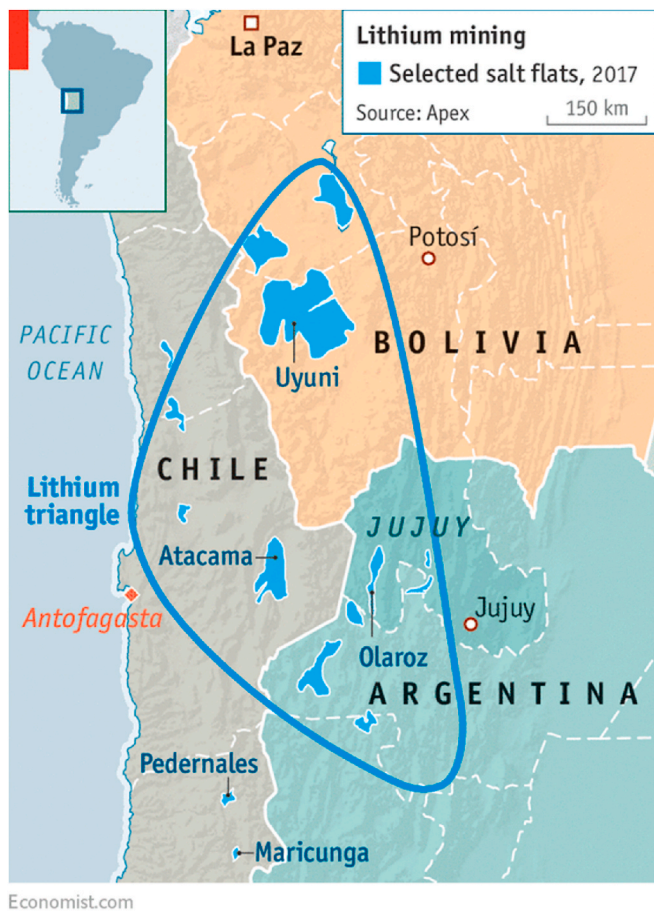 La Paz
Lithium mining
Selected salt flats, 2017
Source: Apex
150 km
Potosí
PACIFIC
OCEAN
BOLIVIA
Uyuni
CHILE
Lithium
triangle
JUJUY
Atacama
Antofagasta
Jujuy
Olaroz
ARGENTINA
Pedernales
Maricunga
Economist.com